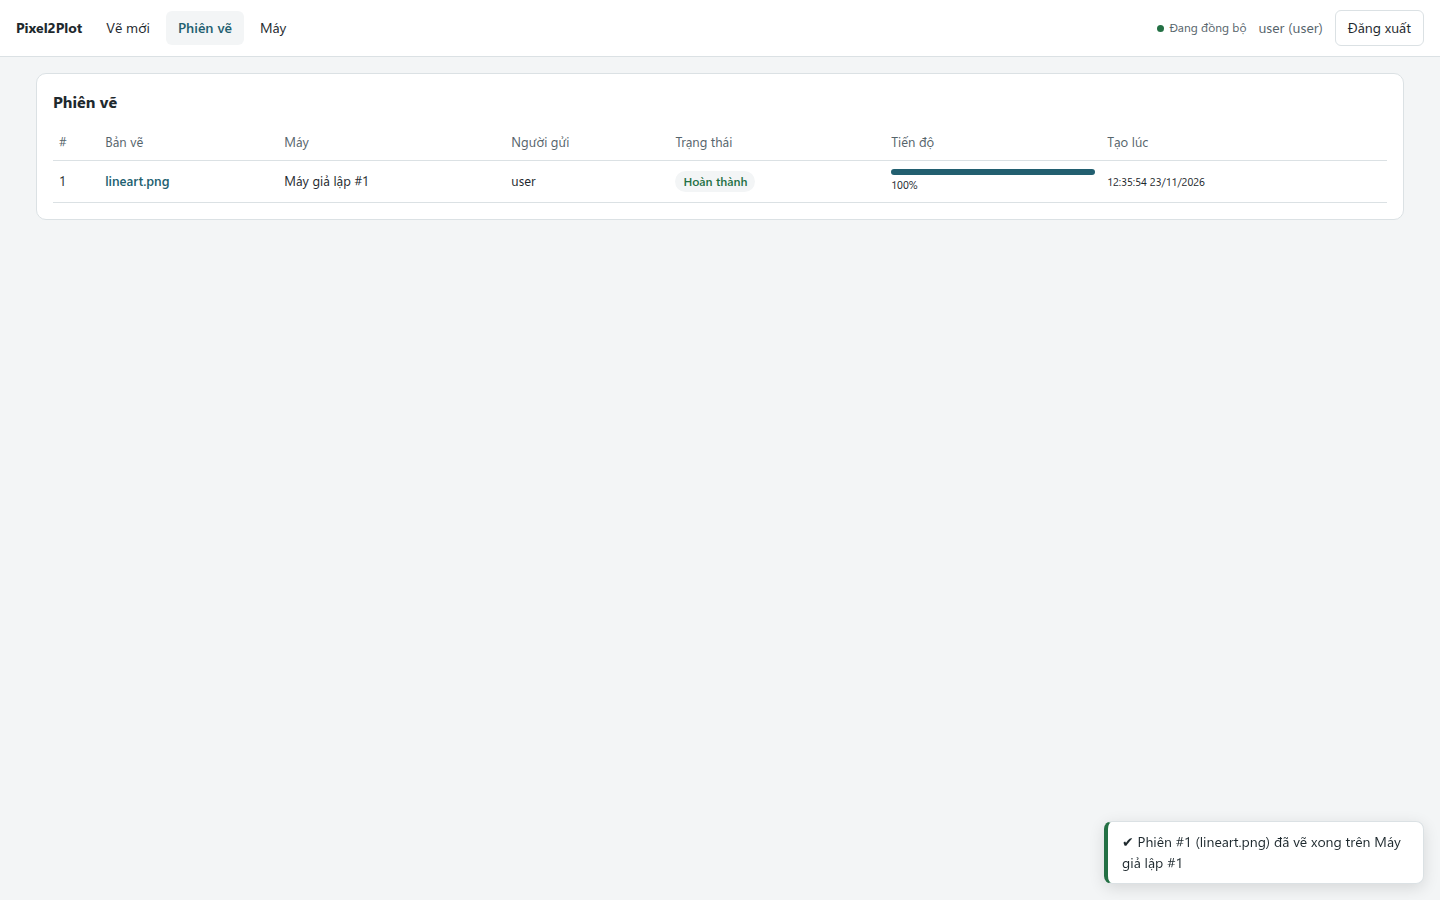 Pixel2Plot Vẽ mới Phiên vẽ Máy Đang đồng bộ user (user) Đăng xuất
Phiên vẽ
# Bản vẽ Máy Người gửi Trạng thái Tiến độ Tạo lúc
1 lineart.png Máy giả lập #1 user Hoàn thành 100% 12:35:54 23/11/2026
✔ Phiên #1 (lineart.png) đã vẽ xong trên Máy
giả lập #1